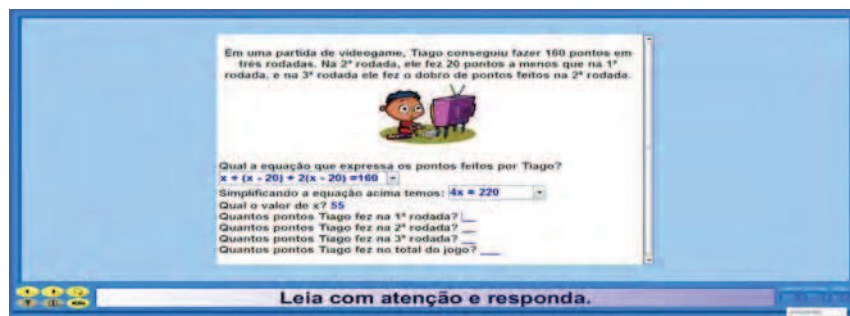 Em uma partida de videogame, Tiago conseguiu fazer 160 pontos em
três rodadas. Na 2ª rodada, ele fez 20 pontos a menos que na 1ª
rodada, e na 3ª rodada ele fez o dobro de pontos feitos na 2ª rodada.
Qual a equação que expressa os pontos feitos por Tiago?
x + (x - 20) + 2(x - 20) =160
Simplificando a equação acima temos: 4x = 220
Qual o valor de x? 55
Quantos pontos Tiago fez na 1ª rodada? __
Quantos pontos Tiago fez na 2ª rodada? __
Quantos pontos Tiago fez na 3ª rodada? __
Quantos pontos Tiago fez no total do jogo? ___
Leia com atenção e responda.